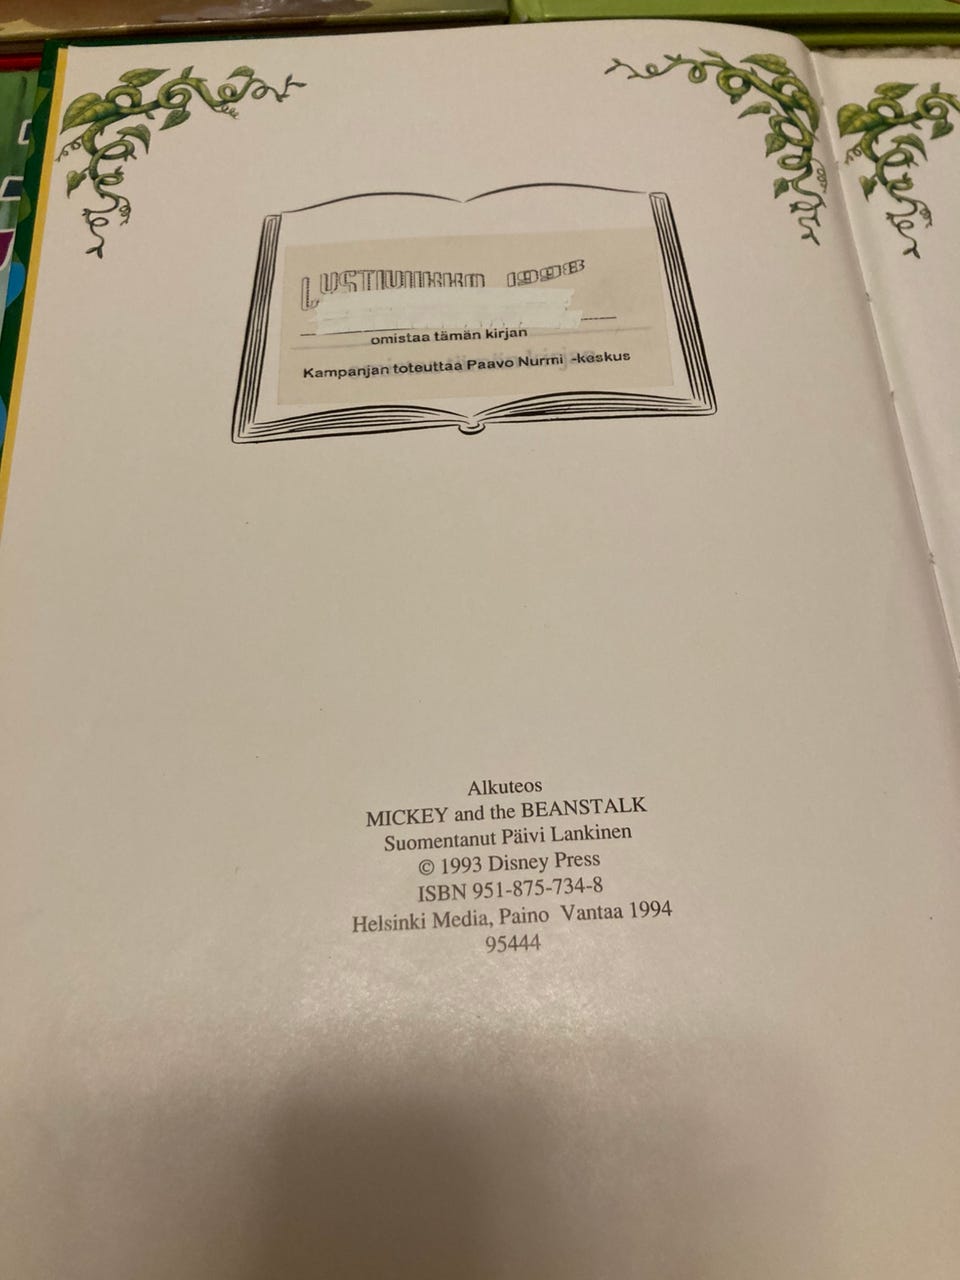 LUSTIVIIKKO 1998
omistaa tämän kirjan
Kampanjan toteuttaa Paavo Nurmi -keskus
Alkuteos
MICKEY and the BEANSTALK
Suomentanut Päivi Lankinen
© 1993 Disney Press
ISBN 951-875-734-8
Helsinki Media, Paino Vantaa 1994
95444